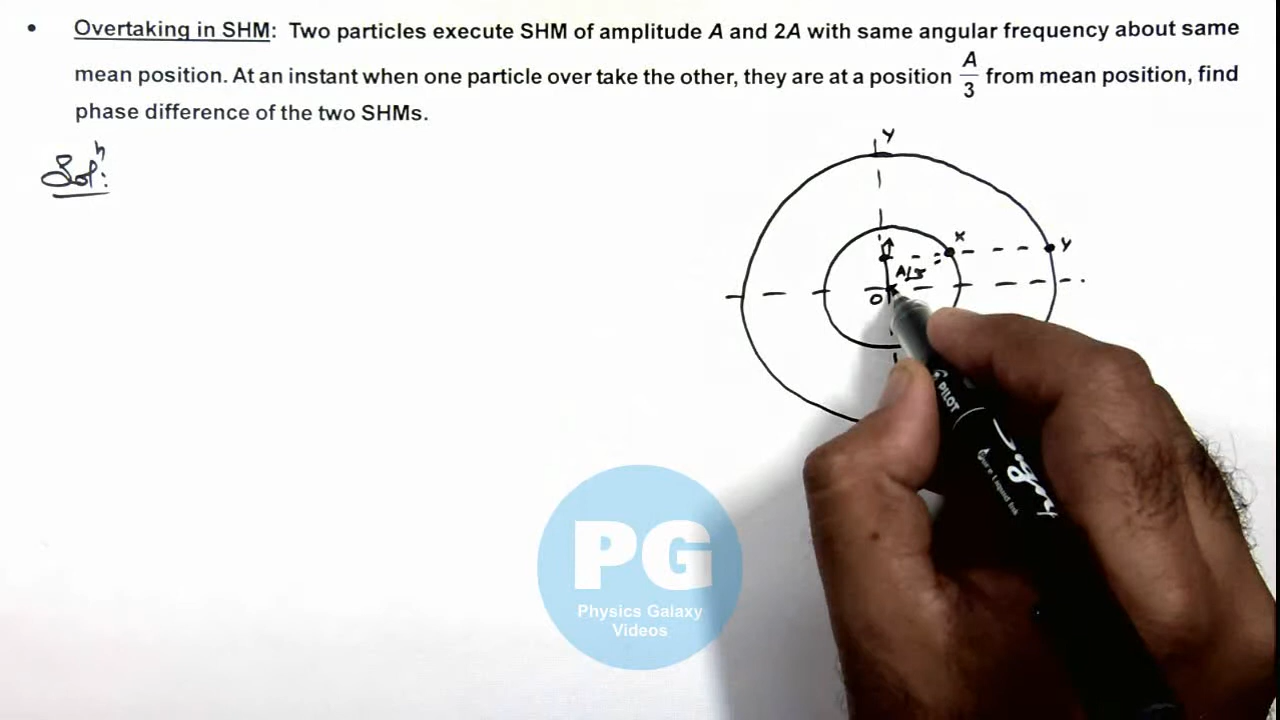 • Overtaking in SHM: Two particles execute SHM of amplitude A and 2A with same angular frequency about same
mean position. At an instant when one particle over take the other, they are at a position A/3 from mean position, find
phase difference of the two SHMs.
Solⁿ:
Y
X
Y
A/3
O
PILOT
PG
Physics Galaxy
Videos